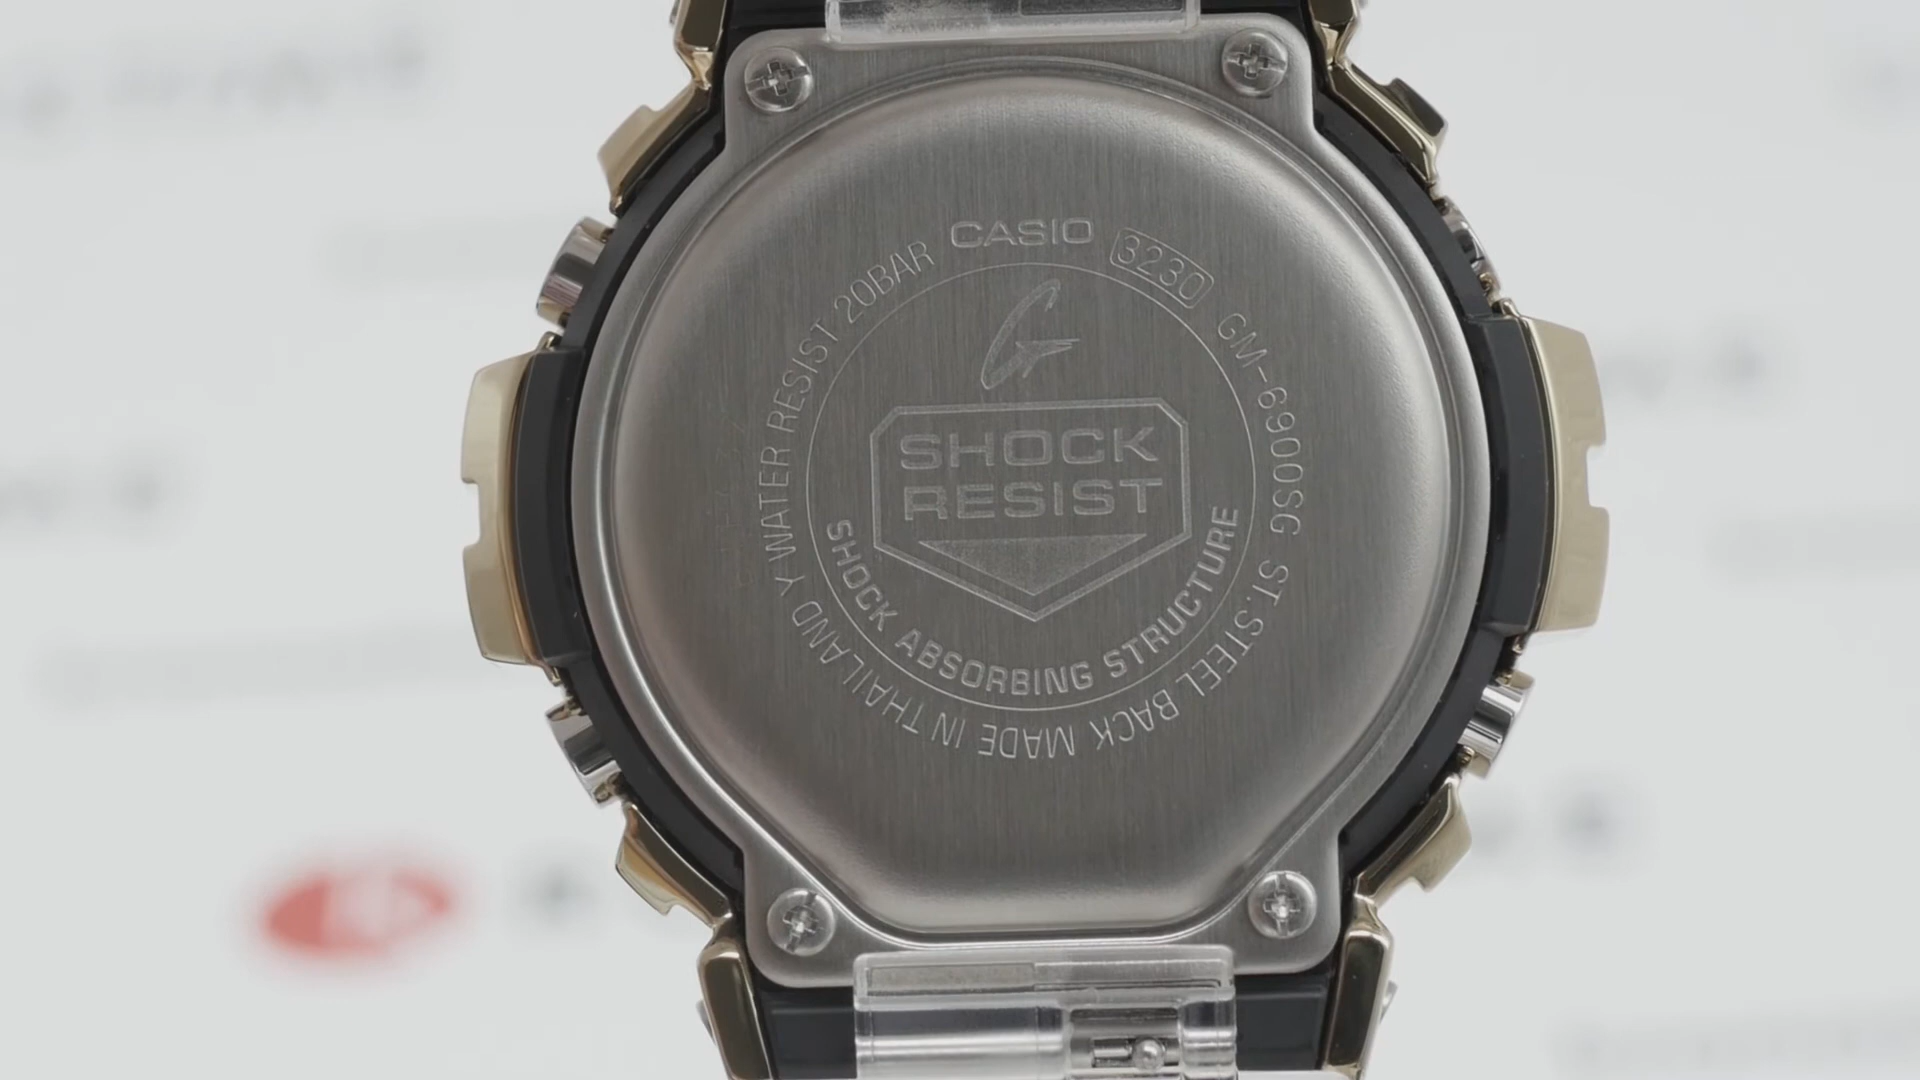 CASIO 3230 GM-6900SG ST.STEEL BACK MADE IN THAILAND Y WATER RESIST 20BAR
G
SHOCK
RESIST
SHOCK ABSORBING STRUCTURE